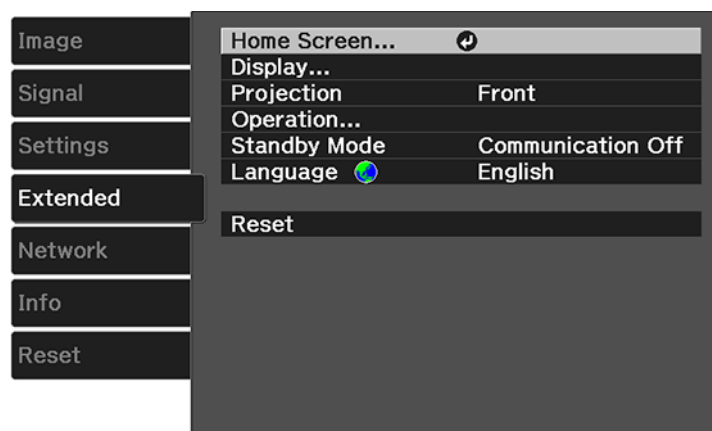 Image
Signal
Settings
Extended
Network
Info
Reset
Home Screen...
Display...
Projection Front
Operation...
Standby Mode Communication Off
Language English
Reset